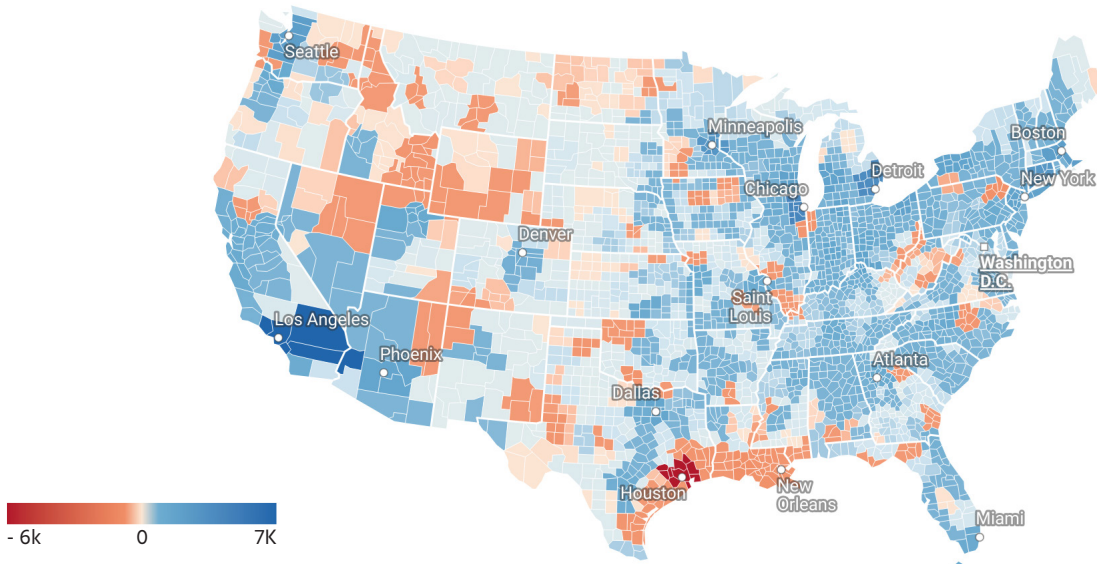 Seattle
Minneapolis
Boston
Detroit
New York
Chicago
Denver
Washington
D.C.
Saint
Louis
Los Angeles
Phoenix
Atlanta
Dallas
Houston
New
Orleans
Miami
- 6k 0 7K